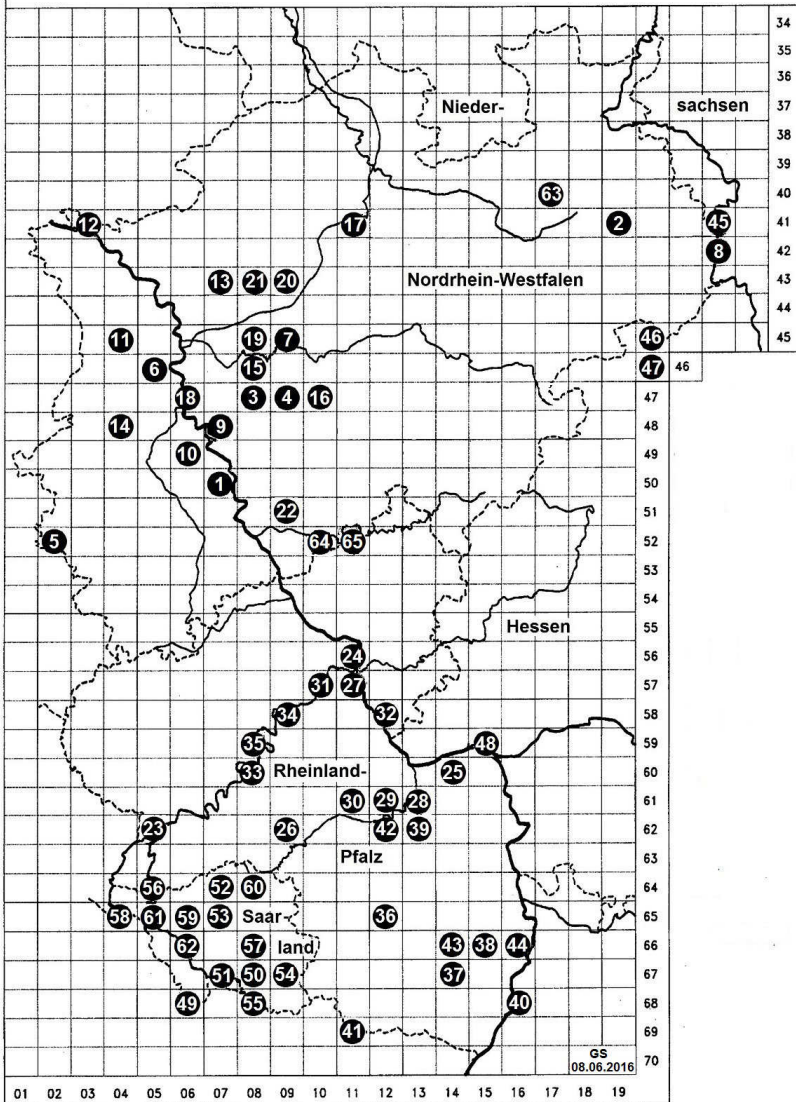 34
35
36
Nieder- sachsen 37
38
39
63 40
12 17 2 45 41
8 42
13 21 20 Nordrhein-Westfalen 43
44
11 19 7 46 45
6 15 47 46
18 3 4 16 47
14 9 48
10 49
1 50
22 51
5 64 65 52
53
54
Hessen 55
24 56
31 27 57
34 32 58
35 48 59
33 Rheinland- 25 60
30 29 28 61
23 26 42 39 62
Pfalz 63
56 52 60 64
58 61 59 53 Saar- 36 65
62 57 land 43 38 44 66
51 50 54 37 67
49 55 40 68
41 69
GS 70
08.06.2016
01 02 03 04 05 06 07 08 09 10 11 12 13 14 15 16 17 18 19